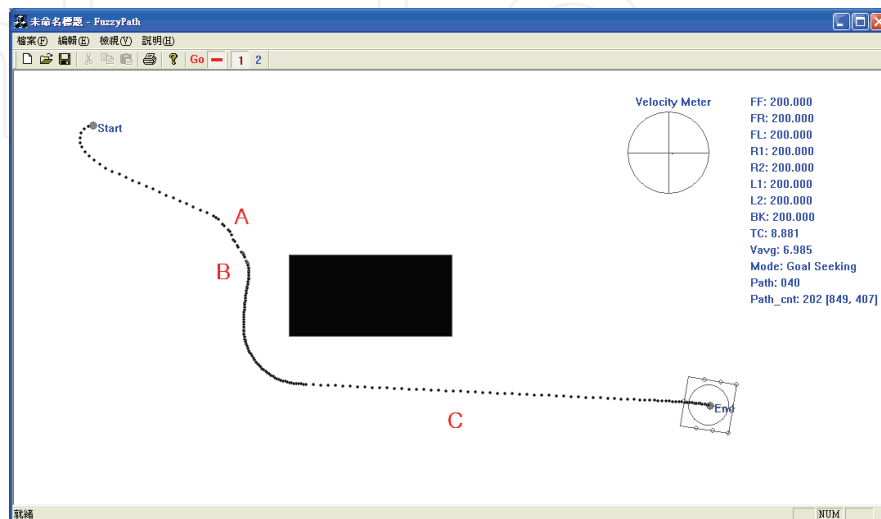 未命名標題 - FuzzyPath
檔案(F) 編輯(E) 檢視(V) 說明(H)
Go 1 2
Start
Velocity Meter
FF: 200.000
FR: 200.000
FL: 200.000
R1: 200.000
R2: 200.000
L1: 200.000
L2: 200.000
BK: 200.000
TC: 8.881
Vavg: 6.985
Mode: Goal Seeking
Path: 040
Path_cnt: 202 [849, 407]
A
B
C
End
就緒 NUM